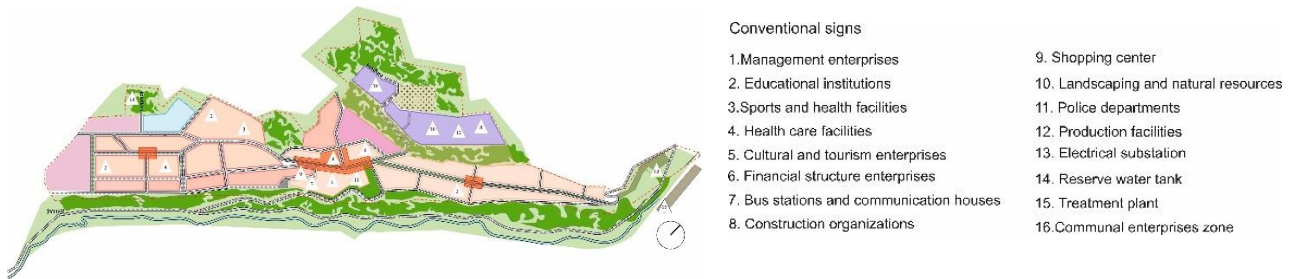 Conventional signs
1.Management enterprises
2. Educational institutions
3.Sports and health facilities
4. Health care facilities
5. Cultural and tourism enterprises
6. Financial structure enterprises
7. Bus stations and communication houses
8. Construction organizations
9. Shopping center
10. Landscaping and natural resources
11. Police departments
12. Production facilities
13. Electrical substation
14. Reserve water tank
15. Treatment plant
16.Communal enterprises zone